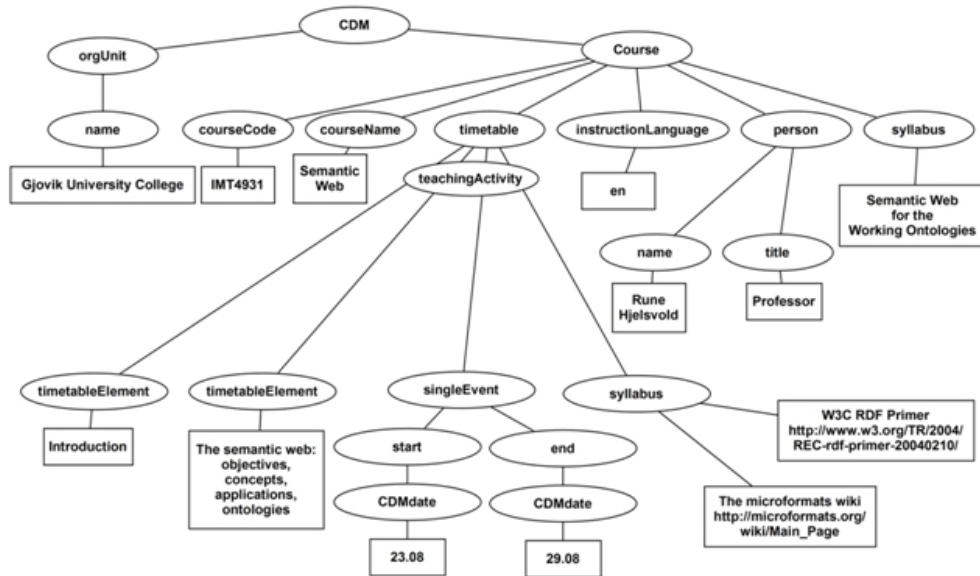 CDM
orgUnit
Course
name
courseCode
courseName
timetable
instructionLanguage
person
syllabus
Gjovik University College
IMT4931
Semantic
Web
teachingActivity
en
Semantic Web
for the
Working Ontologies
name
title
Rune
Hjelsvold
Professor
timetableElement
timetableElement
singleEvent
syllabus
Introduction
The semantic web:
objectives,
concepts,
applications,
ontologies
start
end
W3C RDF Primer
http://www.w3.org/TR/2004/
REC-rdf-primer-20040210/
CDMdate
CDMdate
The microformats wiki
http://microformats.org/
wiki/Main_Page
23.08
29.08